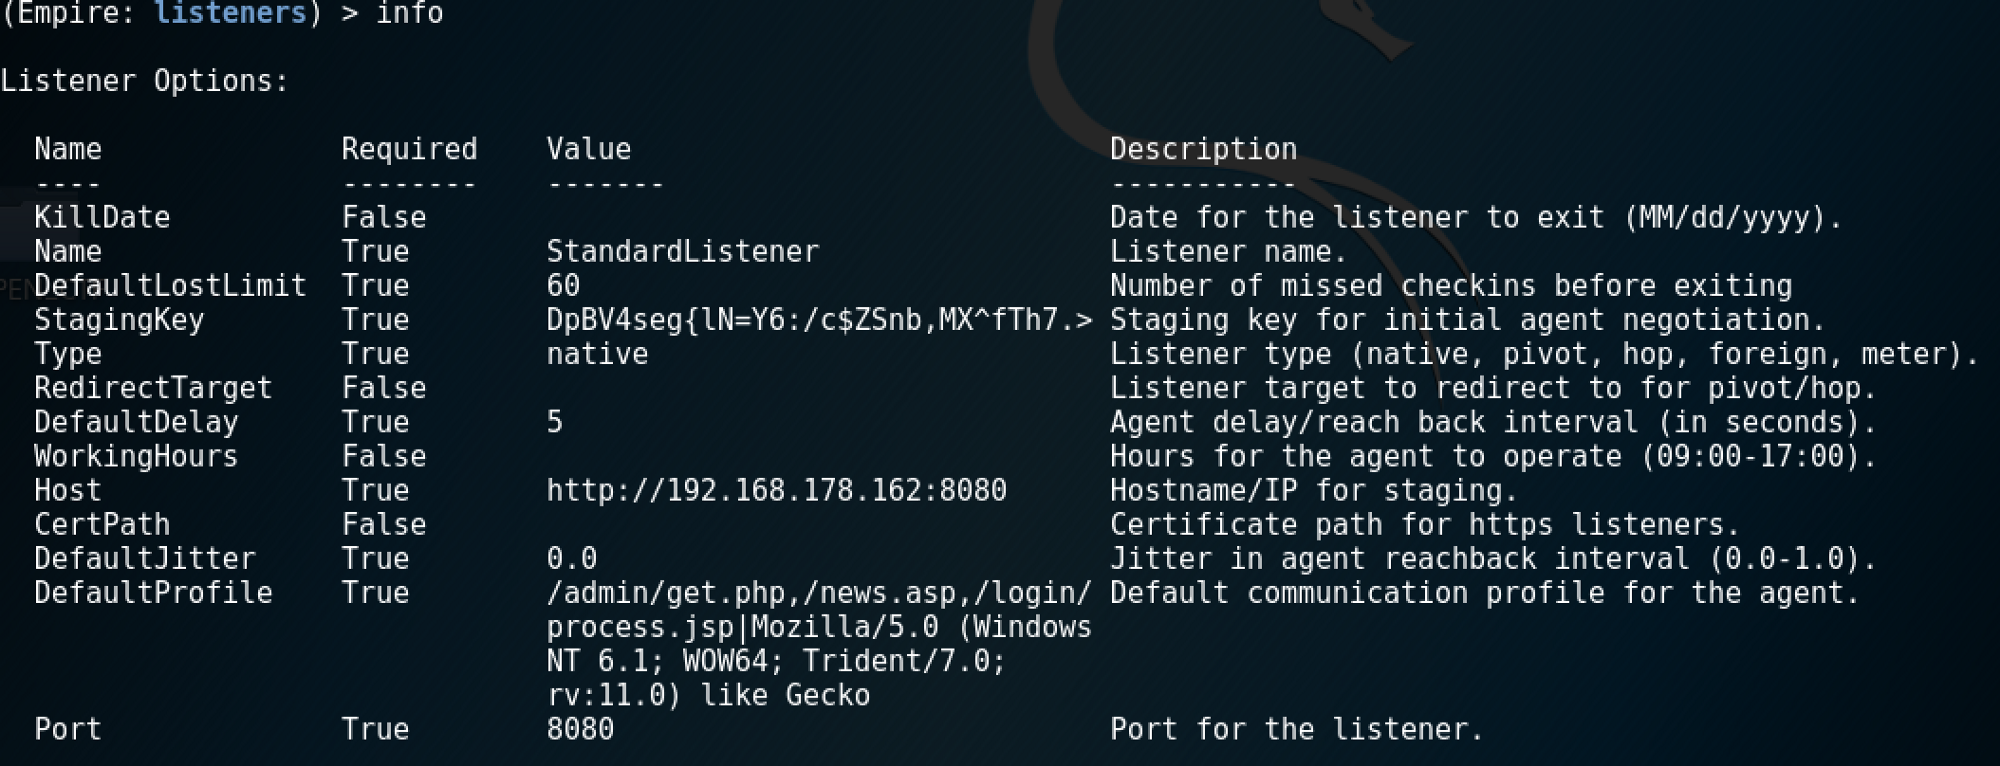 (Empire: listeners) > info
Listener Options:
Name Required Value Description
---- -------- ------- -----------
KillDate False Date for the listener to exit (MM/dd/yyyy).
Name True StandardListener Listener name.
DefaultLostLimit True 60 Number of missed checkins before exiting
StagingKey True DpBV4seg{lN=Y6:/c$ZSnb,MX^fTh7.> Staging key for initial agent negotiation.
Type True native Listener type (native, pivot, hop, foreign, meter).
RedirectTarget False Listener target to redirect to for pivot/hop.
DefaultDelay True 5 Agent delay/reach back interval (in seconds).
WorkingHours False Hours for the agent to operate (09:00-17:00).
Host True http://192.168.178.162:8080 Hostname/IP for staging.
CertPath False Certificate path for https listeners.
DefaultJitter True 0.0 Jitter in agent reachback interval (0.0-1.0).
DefaultProfile True /admin/get.php,/news.asp,/login/ Default communication profile for the agent.
process.jsp|Mozilla/5.0 (Windows
NT 6.1; WOW64; Trident/7.0;
rv:11.0) like Gecko
Port True 8080 Port for the listener.